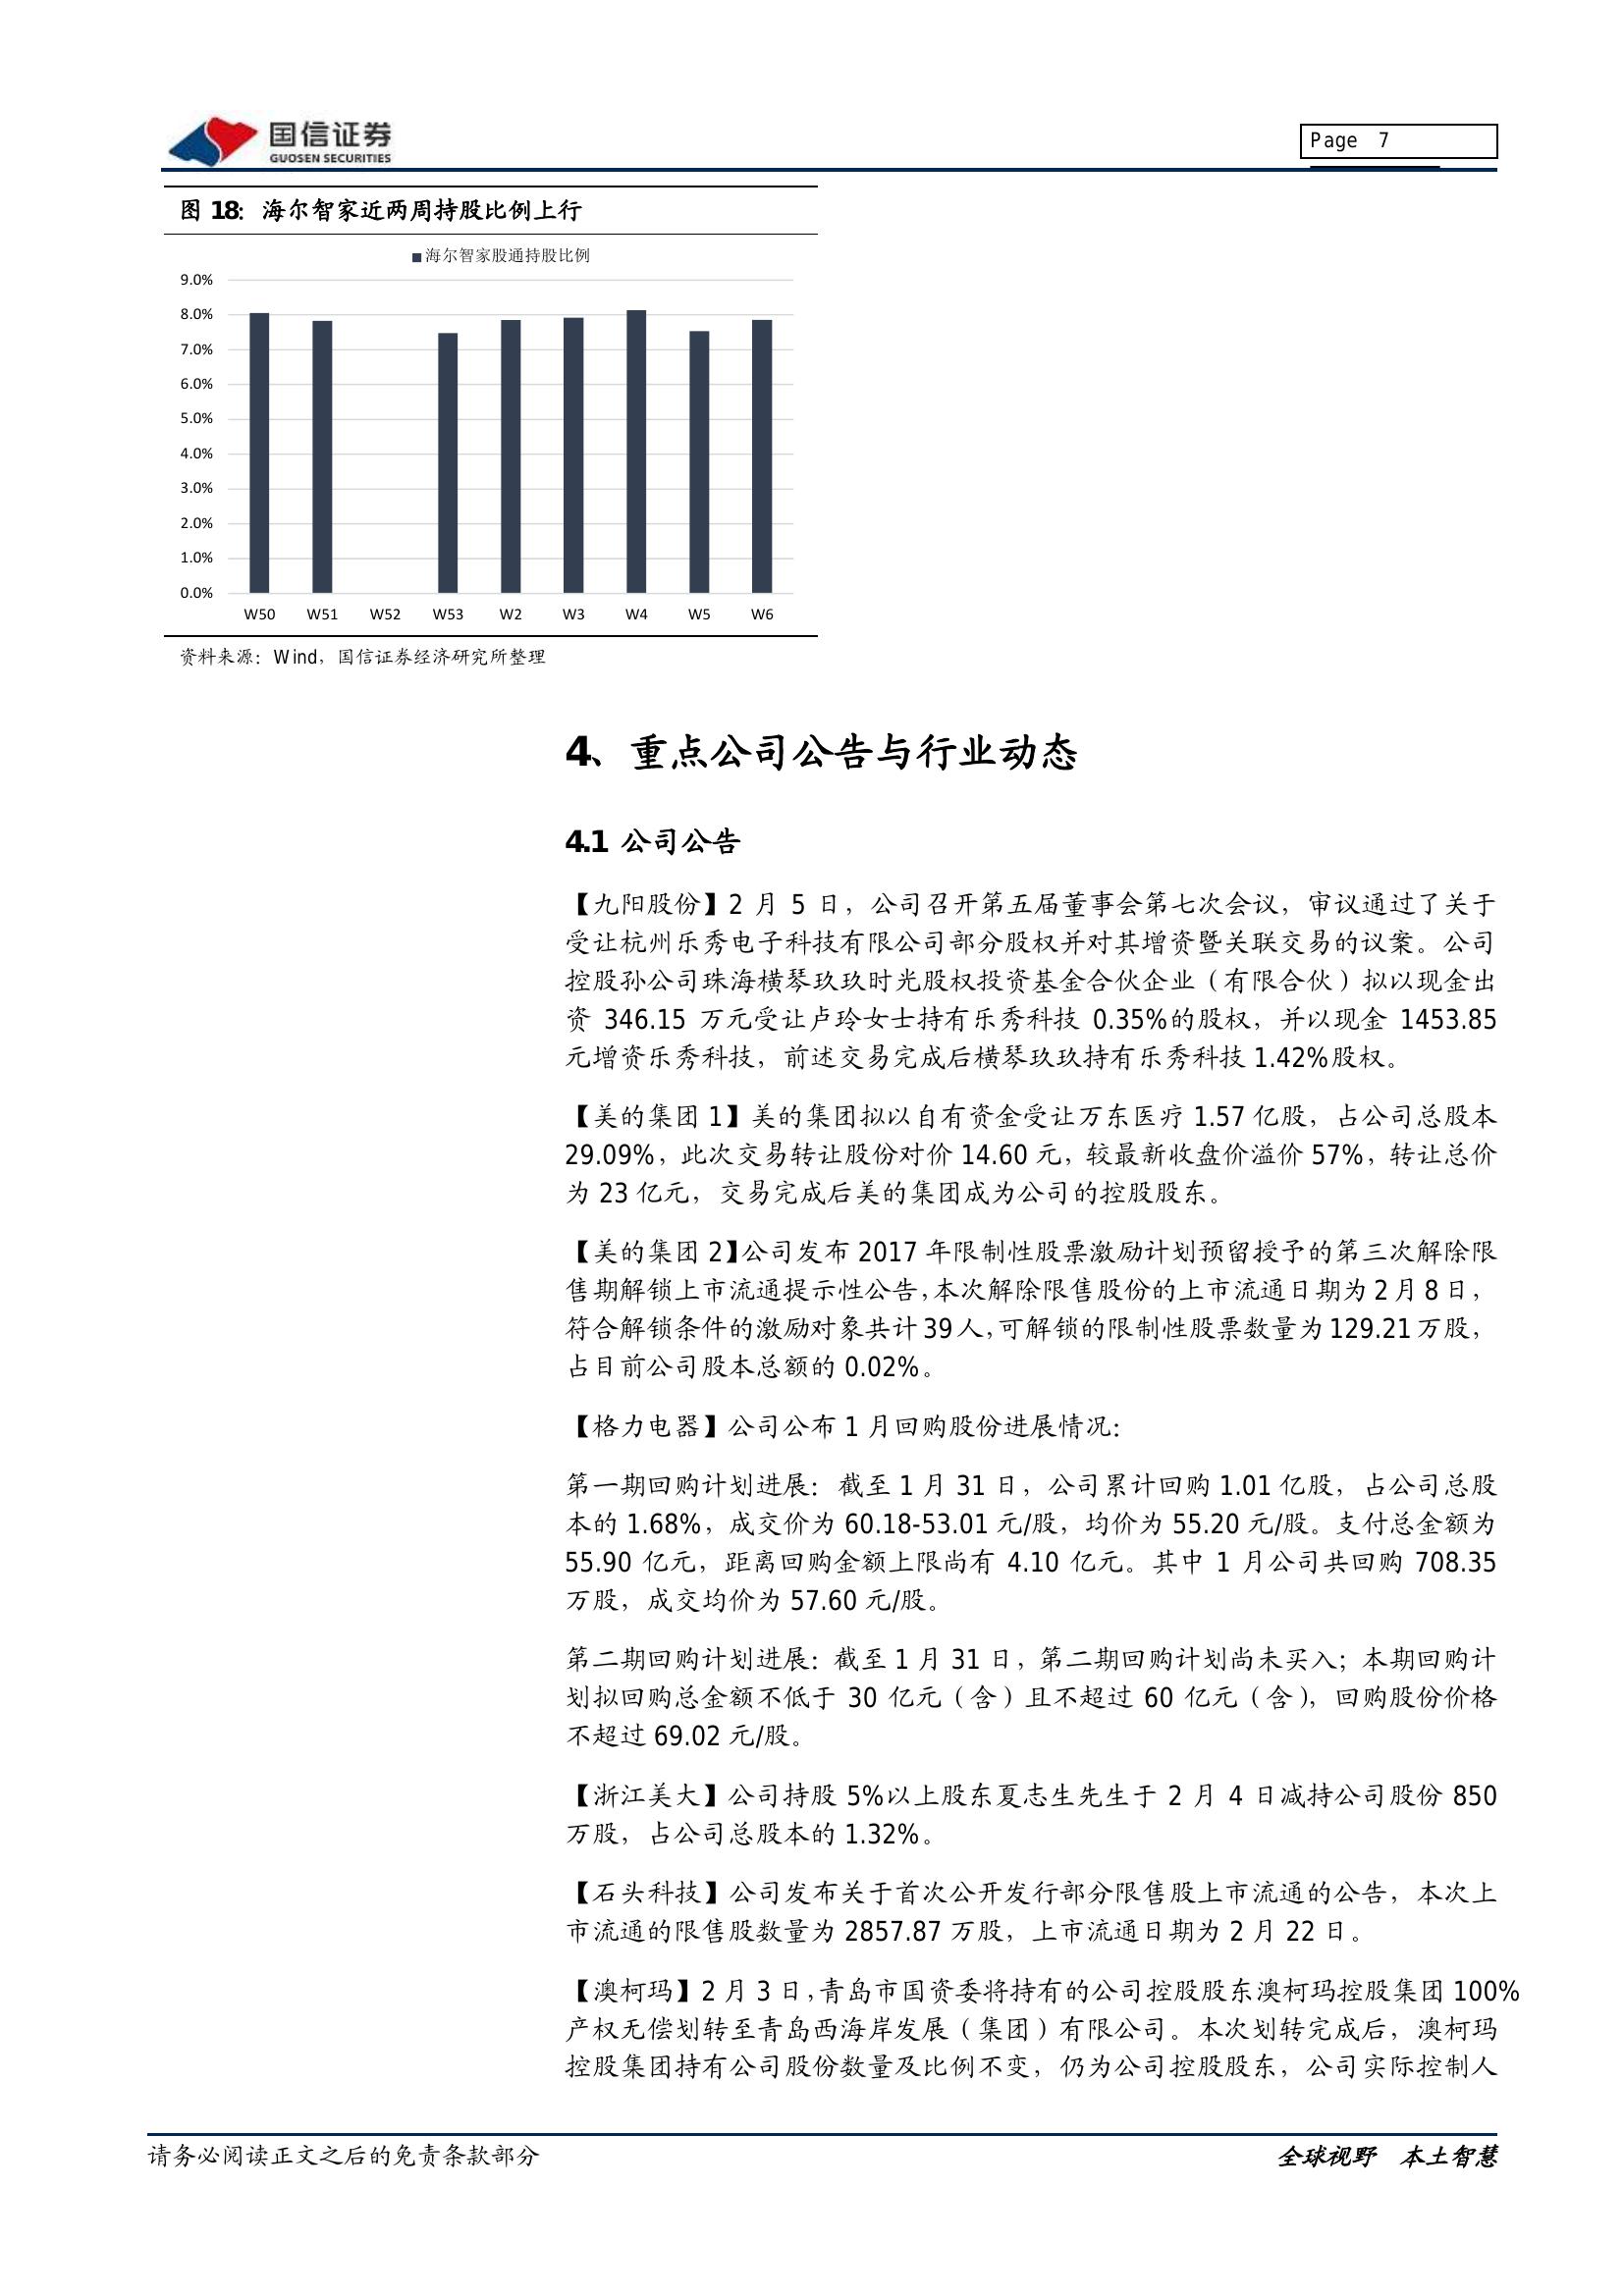 国信证券
GUOSEN SECURITIES
Page 7
图 18：海尔智家近两周持股比例上行
海尔智家股通持股比例
9.0%
8.0%
7.0%
6.0%
5.0%
4.0%
3.0%
2.0%
1.0%
0.0%
W50 W51 W52 W53 W2 W3 W4 W5 W6
资料来源：Wind，国信证券经济研究所整理
4、重点公司公告与行业动态
4.1 公司公告
【九阳股份】2 月 5 日，公司召开第五届董事会第七次会议，审议通过了关于
受让杭州乐秀电子科技有限公司部分股权并对其增资暨关联交易的议案。公司
控股孙公司珠海横琴玖玖时光股权投资基金合伙企业（有限合伙）拟以现金出
资 346.15 万元受让卢玲女士持有乐秀科技 0.35%的股权，并以现金 1453.85
元增资乐秀科技，前述交易完成后横琴玖玖持有乐秀科技 1.42%股权。
【美的集团 1】美的集团拟以自有资金受让万东医疗 1.57 亿股，占公司总股本
29.09%，此次交易转让股份对价 14.60 元，较最新收盘价溢价 57%，转让总价
为 23 亿元，交易完成后美的集团成为公司的控股股东。
【美的集团 2】公司发布 2017 年限制性股票激励计划预留授予的第三次解除限
售期解锁上市流通提示性公告，本次解除限售股份的上市流通日期为 2 月 8 日，
符合解锁条件的激励对象共计 39 人，可解锁的限制性股票数量为 129.21 万股，
占目前公司股本总额的 0.02%。
【格力电器】公司公布 1 月回购股份进展情况：
第一期回购计划进展：截至 1 月 31 日，公司累计回购 1.01 亿股，占公司总股
本的 1.68%，成交价为 60.18-53.01 元/股，均价为 55.20 元/股。支付总金额为
55.90 亿元，距离回购金额上限尚有 4.10 亿元。其中 1 月公司共回购 708.35
万股，成交均价为 57.60 元/股。
第二期回购计划进展：截至 1 月 31 日，第二期回购计划尚未买入；本期回购计
划拟回购总金额不低于 30 亿元（含）且不超过 60 亿元（含），回购股份价格
不超过 69.02 元/股。
【浙江美大】公司持股 5%以上股东夏志生先生于 2 月 4 日减持公司股份 850
万股，占公司总股本的 1.32%。
【石头科技】公司发布关于首次公开发行部分限售股上市流通的公告，本次上
市流通的限售股数量为 2857.87 万股，上市流通日期为 2 月 22 日。
【澳柯玛】2 月 3 日，青岛市国资委将持有的公司控股股东澳柯玛控股集团 100%
产权无偿划转至青岛西海岸发展（集团）有限公司。本次划转完成后，澳柯玛
控股集团持有公司股份数量及比例不变，仍为公司控股股东，公司实际控制人
请务必阅读正文之后的免责条款部分
全球视野 本土智慧